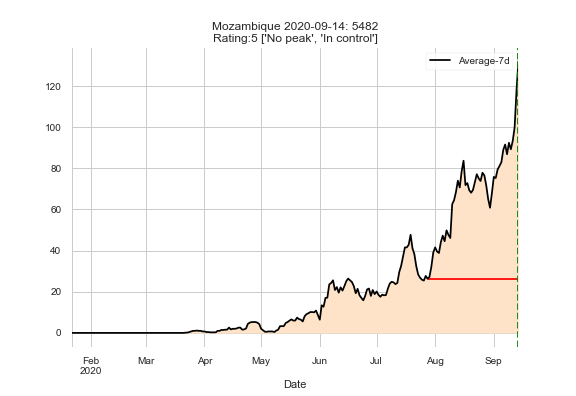 Mozambique 2020-09-14: 5482
Rating:5 ['No peak', 'In control']
Average-7d
120
100
80
60
40
20
0
Feb Mar Apr May Jun Jul Aug Sep
2020
Date